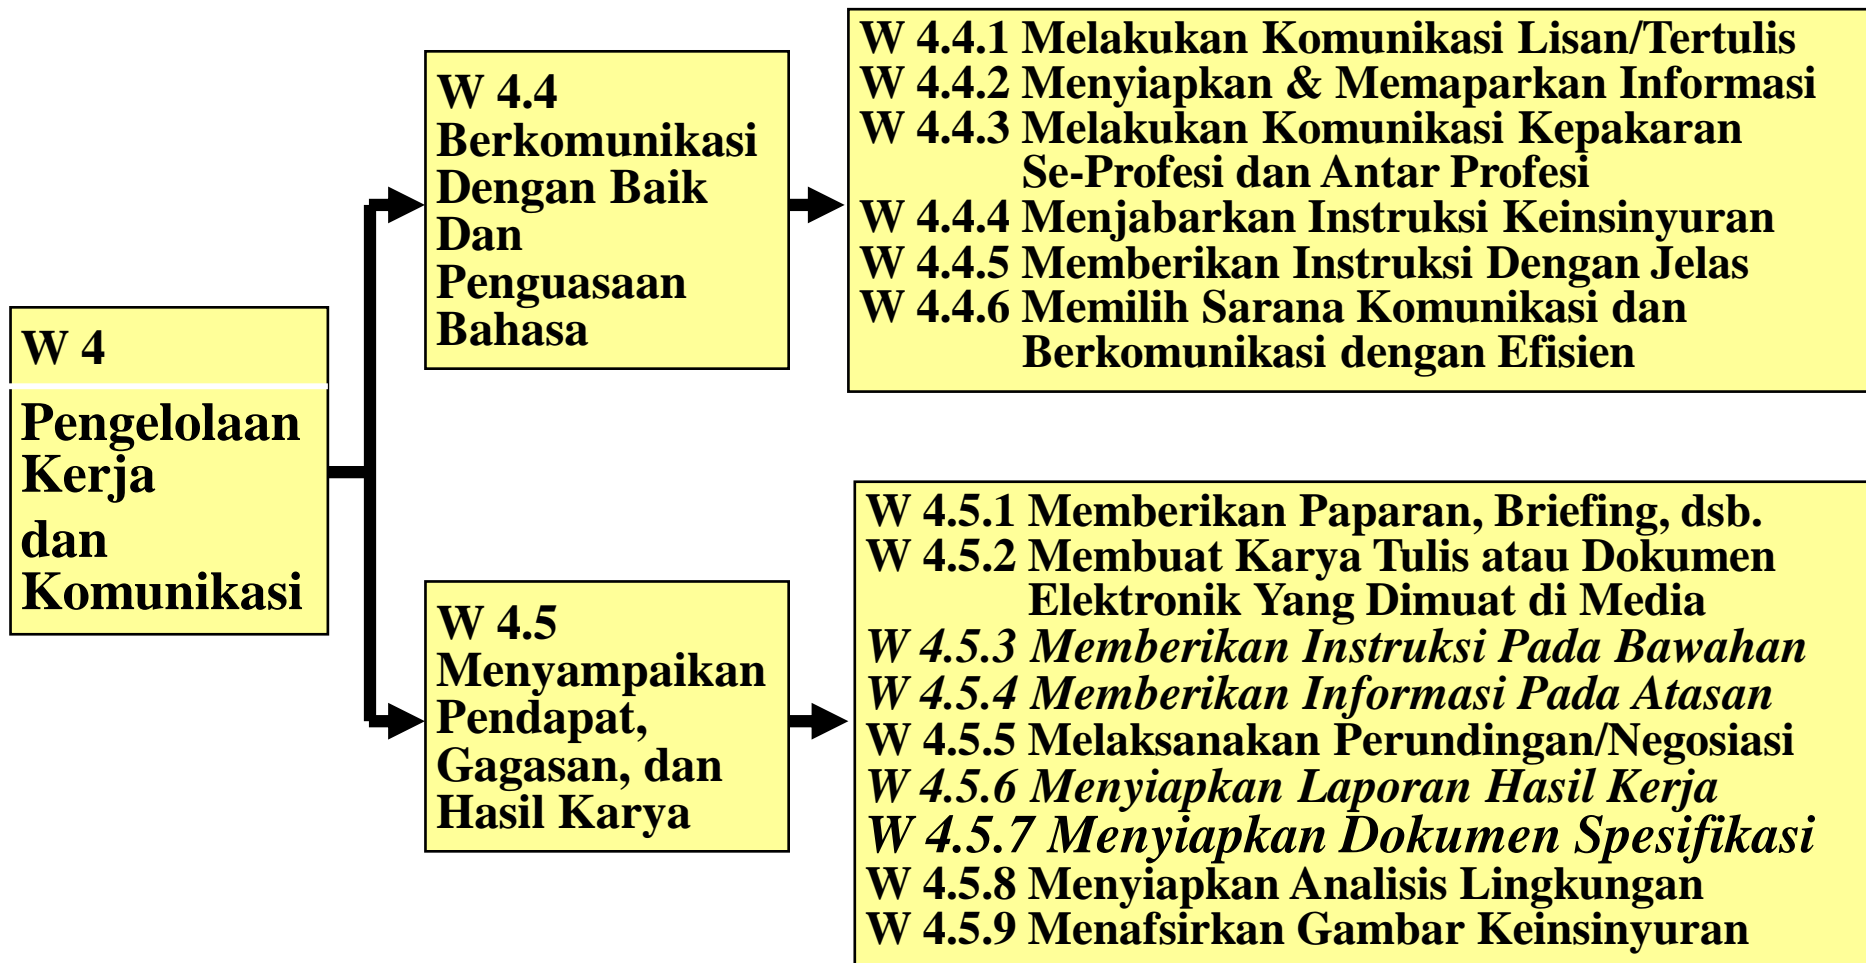 W 4
Pengelolaan
Kerja
dan
Komunikasi
W 4.4
Berkomunikasi
Dengan Baik
Dan
Penguasaan
Bahasa
W 4.4.1 Melakukan Komunikasi Lisan/Tertulis
W 4.4.2 Menyiapkan & Memaparkan Informasi
W 4.4.3 Melakukan Komunikasi Kepakaran
Se-Profesi dan Antar Profesi
W 4.4.4 Menjabarkan Instruksi Keinsinyuran
W 4.4.5 Memberikan Instruksi Dengan Jelas
W 4.4.6 Memilih Sarana Komunikasi dan
Berkomunikasi dengan Efisien
W 4.5
Menyampaikan
Pendapat,
Gagasan, dan
Hasil Karya
W 4.5.1 Memberikan Paparan, Briefing, dsb.
W 4.5.2 Membuat Karya Tulis atau Dokumen
Elektronik Yang Dimuat di Media
W 4.5.3 Memberikan Instruksi Pada Bawahan
W 4.5.4 Memberikan Informasi Pada Atasan
W 4.5.5 Melaksanakan Perundingan/Negosiasi
W 4.5.6 Menyiapkan Laporan Hasil Kerja
W 4.5.7 Menyiapkan Dokumen Spesifikasi
W 4.5.8 Menyiapkan Analisis Lingkungan
W 4.5.9 Menafsirkan Gambar Keinsinyuran